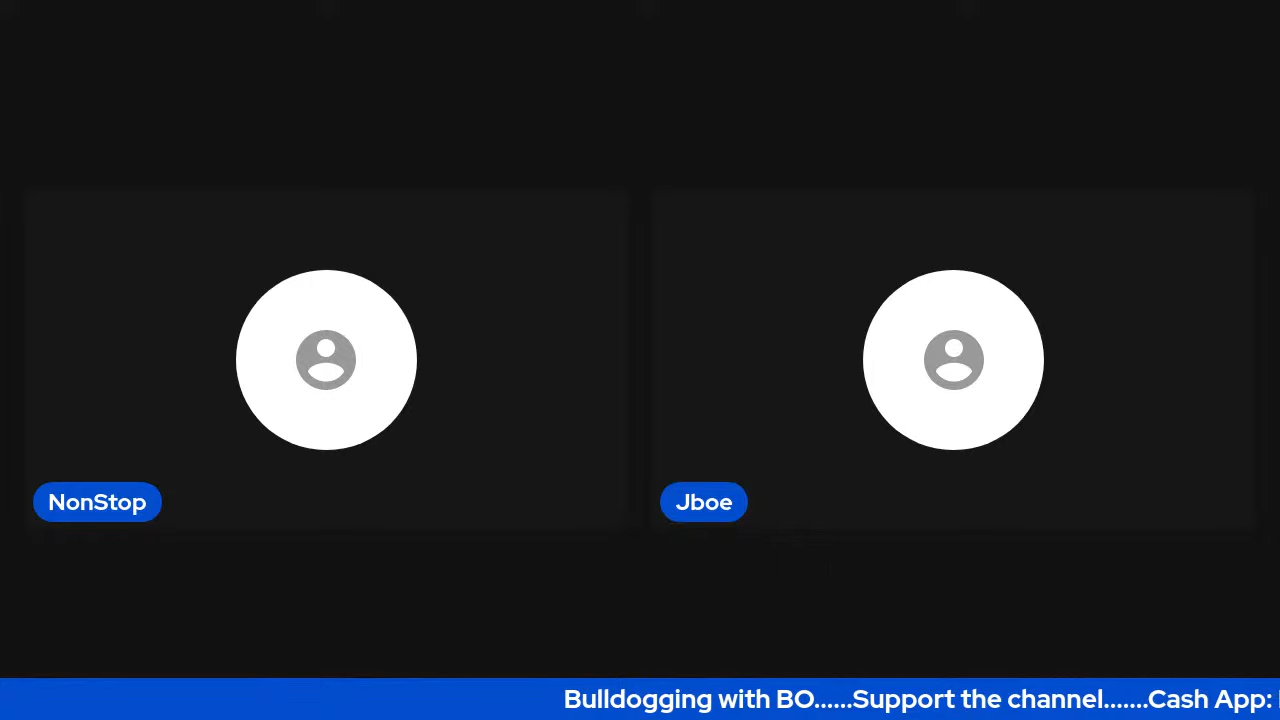 NonStop
Jboe
Bulldogging with BO......Support the channel.......Cash App: